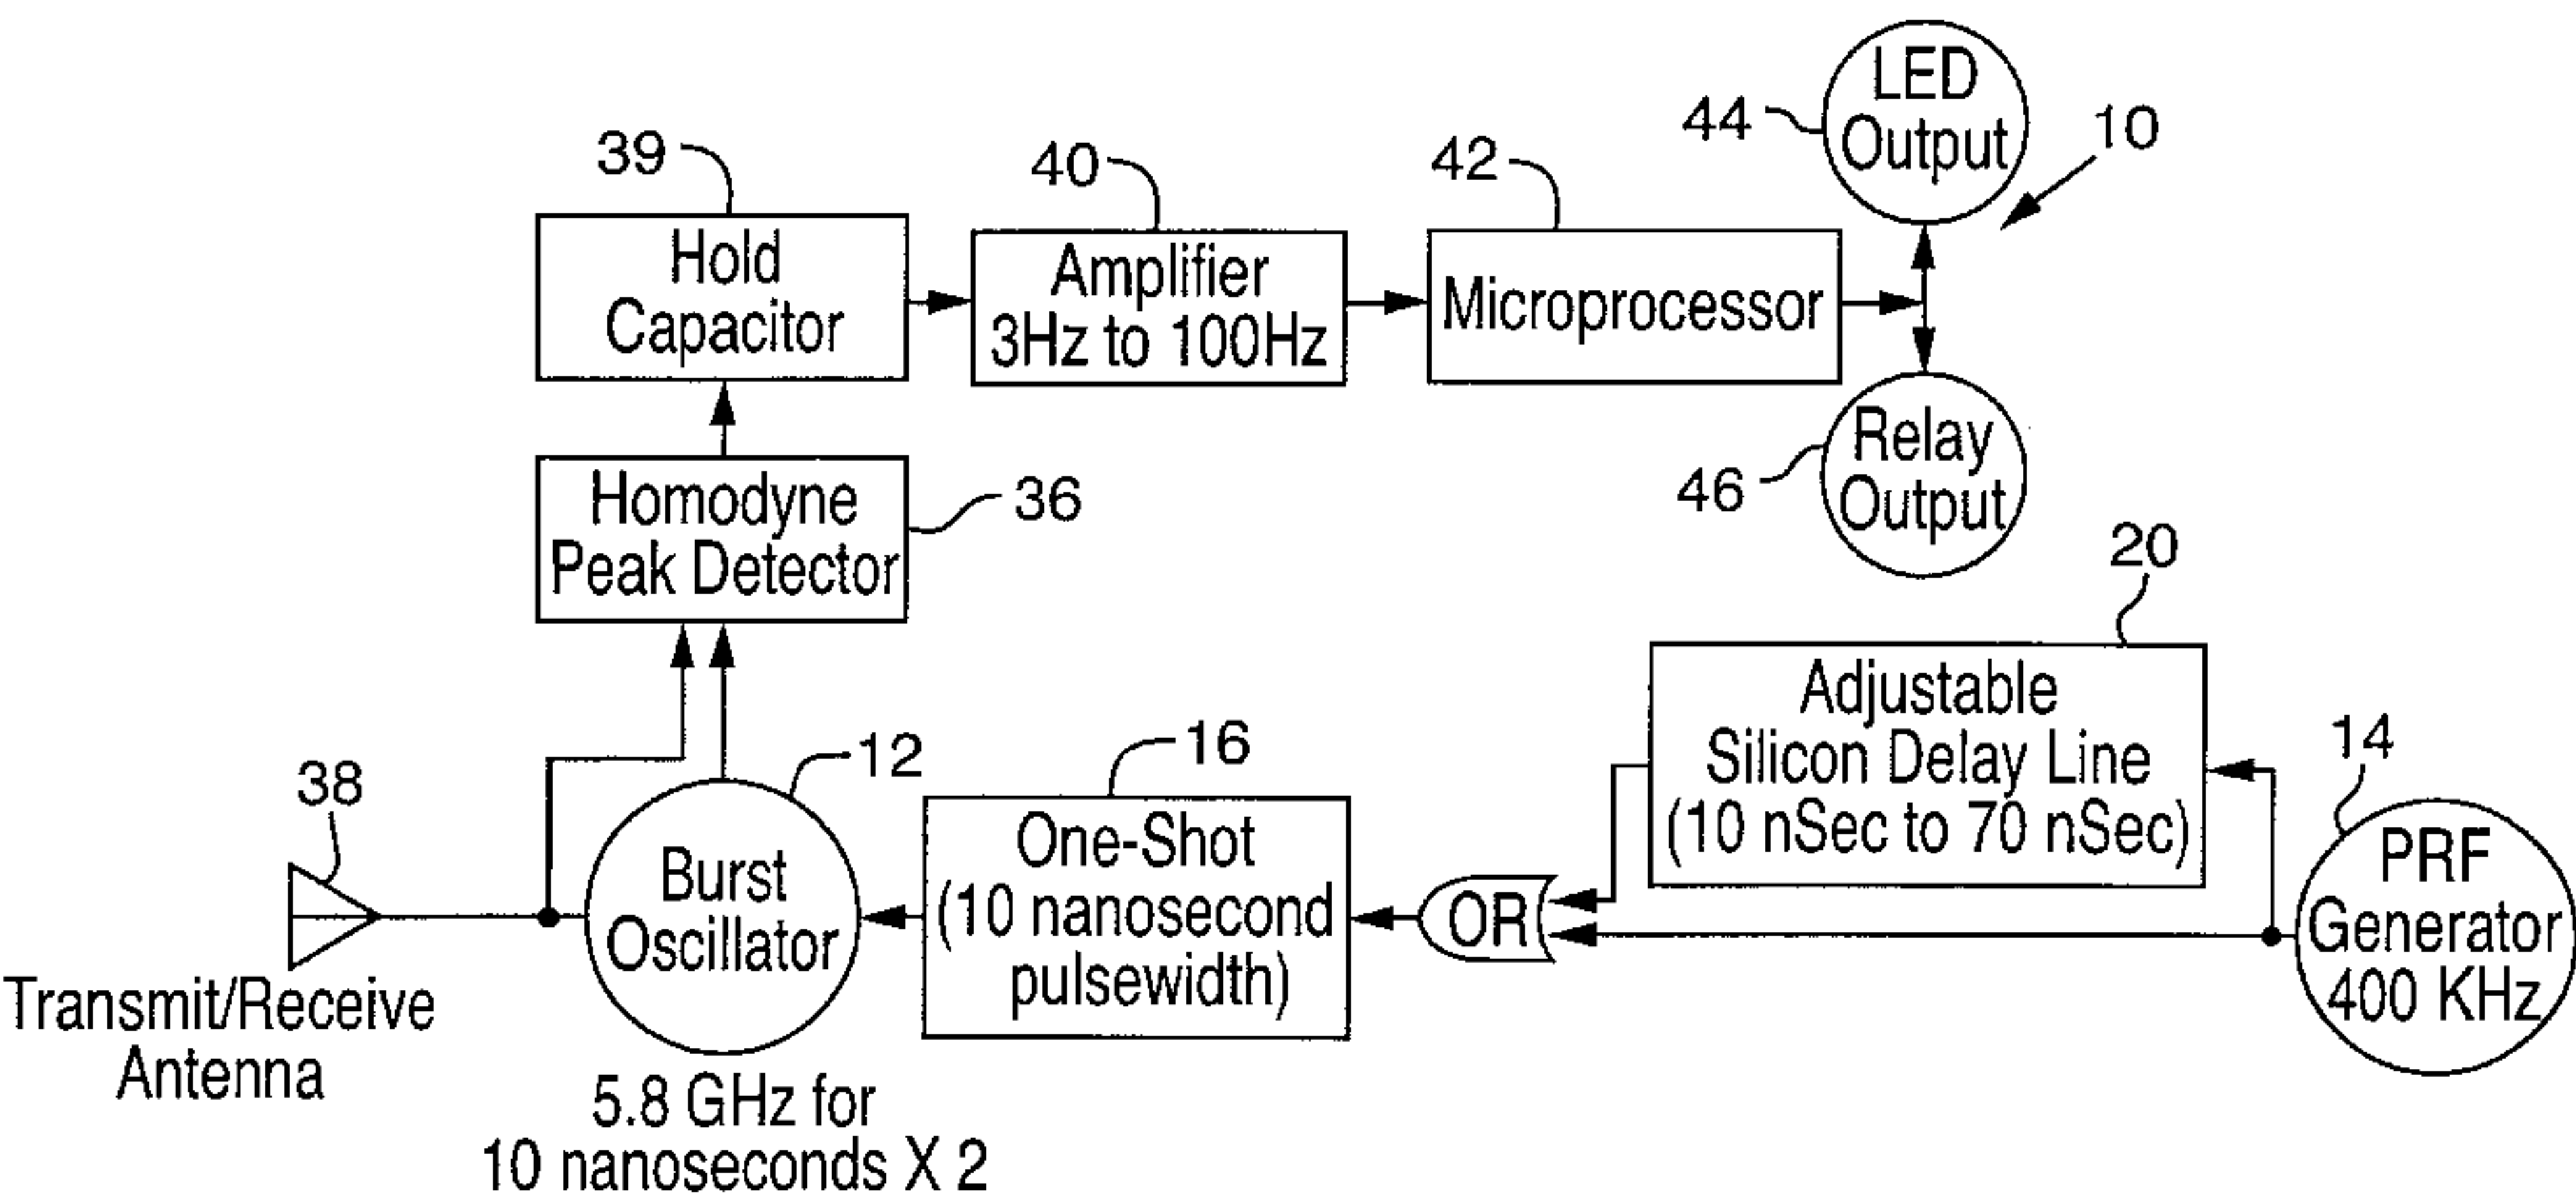 LED
Output
44
10
39
40
42
Hold
Capacitor
Amplifier
3Hz to 100Hz
Microprocessor
Relay
Output
46
Homodyne
Peak Detector
36
20
Adjustable
Silicon Delay Line
(10 nSec to 70 nSec)
14
PRF
Generator
400 KHz
12
16
38
Burst
Oscillator
One-Shot
(10 nanosecond
pulsewidth)
OR
Transmit/Receive
Antenna
5.8 GHz for
10 nanoseconds X 2